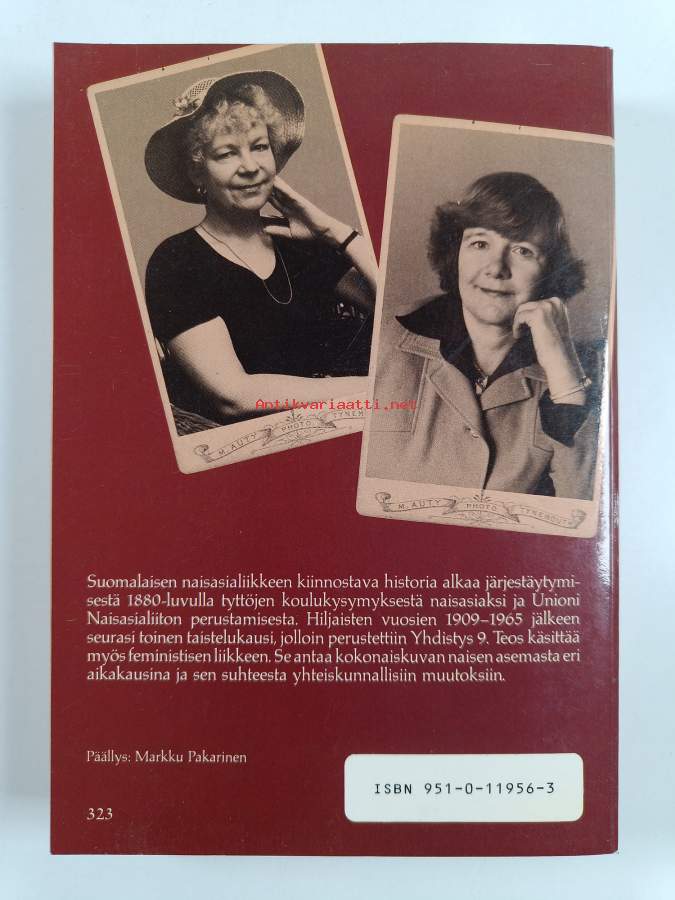 Antikvariaatti.net
M. AUTY PHOTO. TYNEM
M. AUTY PHOTO. TYNEMOUTH
Suomalaisen naisasialiikkeen kiinnostava historia alkaa järjestäytymi-
sestä 1880-luvulla tyttöjen koulukysymyksestä naisasiaksi ja Unioni
Naisasialiiton perustamisesta. Hiljaisten vuosien 1909–1965 jälkeen
seurasi toinen taistelukausi, jolloin perustettiin Yhdistys 9. Teos käsittää
myös feministisen liikkeen. Se antaa kokonaiskuvan naisen asemasta eri
aikakausina ja sen suhteesta yhteiskunnallisiin muutoksiin.
Päällys: Markku Pakarinen
ISBN 951-0-11956-3
323